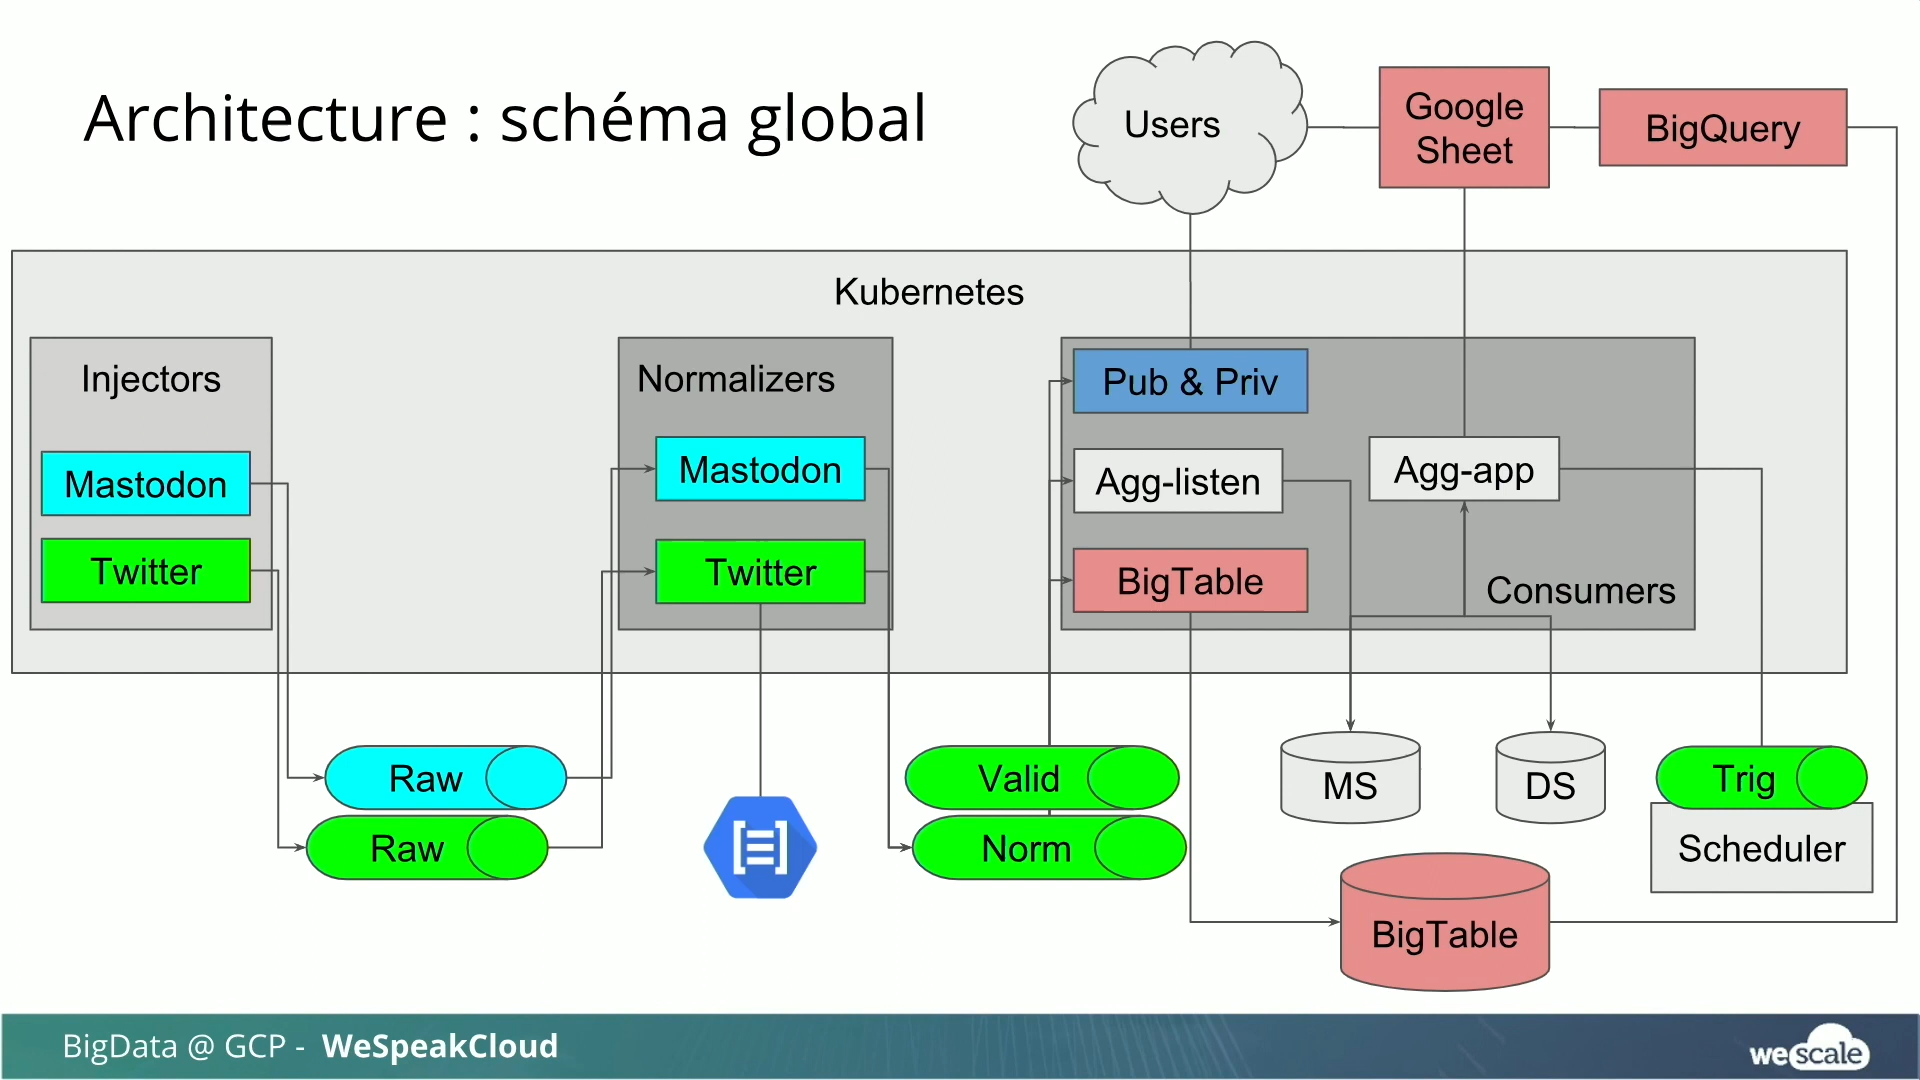 Architecture : schéma global
Users
Google
Sheet
BigQuery
Kubernetes
Injectors
Mastodon
Twitter
Normalizers
Mastodon
Twitter
Pub & Priv
Agg-listen
BigTable
Agg-app
Consumers
Raw
Raw
Valid
Norm
MS
DS
Trig
Scheduler
BigTable
BigData @ GCP - WeSpeakCloud
wescale